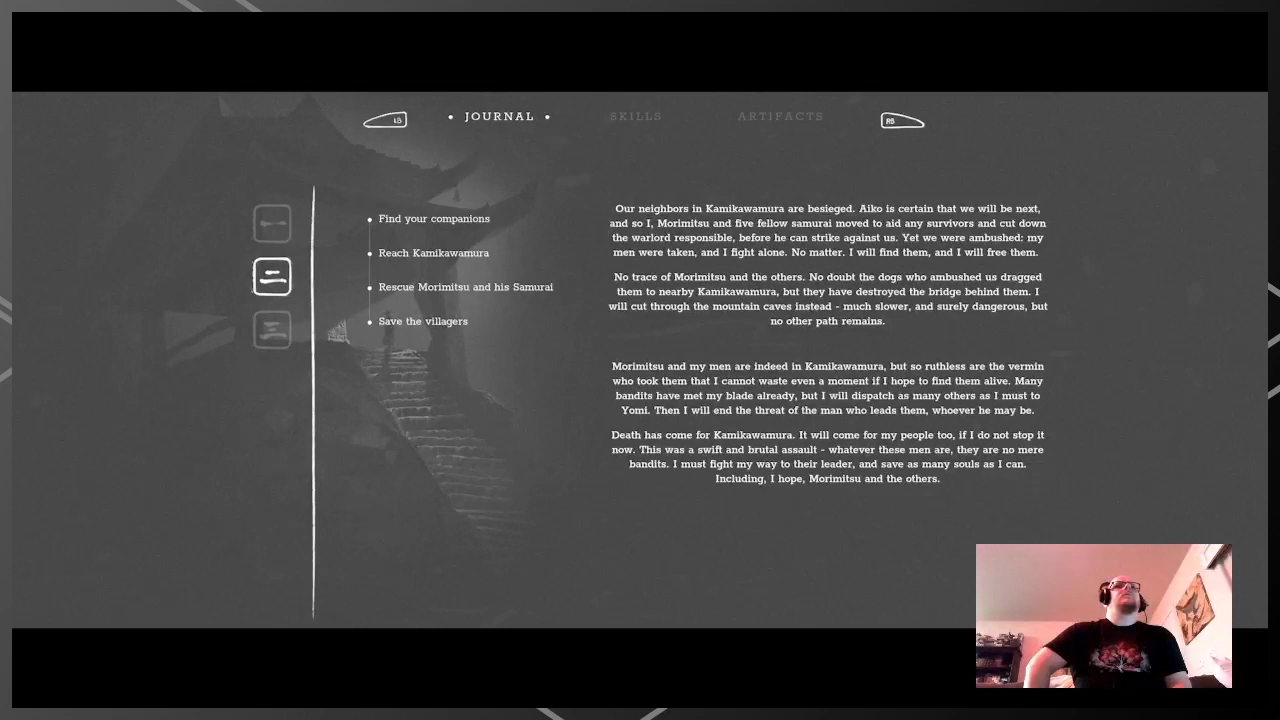 LB
JOURNAL
SKILLS
ARTIFACTS
RB
一
二
三
Find your companions
Reach Kamikawamura
Rescue Morimitsu and his Samurai
Save the villagers
Our neighbors in Kamikawamura are besieged. Aiko is certain that we will be next,
and so I, Morimitsu and five fellow samurai moved to aid any survivors and cut down
the warlord responsible, before he can strike against us. Yet we were ambushed: my
men were taken, and I fight alone. No matter. I will find them, and I will free them.
No trace of Morimitsu and the others. No doubt the dogs who ambushed us dragged
them to nearby Kamikawamura, but they have destroyed the bridge behind them. I
will cut through the mountain caves instead - much slower, and surely dangerous, but
no other path remains.
Morimitsu and my men are indeed in Kamikawamura, but so ruthless are the vermin
who took them that I cannot waste even a moment if I hope to find them alive. Many
bandits have met my blade already, but I will dispatch as many others as I must to
Yomi. Then I will end the threat of the man who leads them, whoever he may be.
Death has come for Kamikawamura. It will come for my people too, if I do not stop it
now. This was a swift and brutal assault - whatever these men are, they are no mere
bandits. I must fight my way to their leader, and save as many souls as I can.
Including, I hope, Morimitsu and the others.